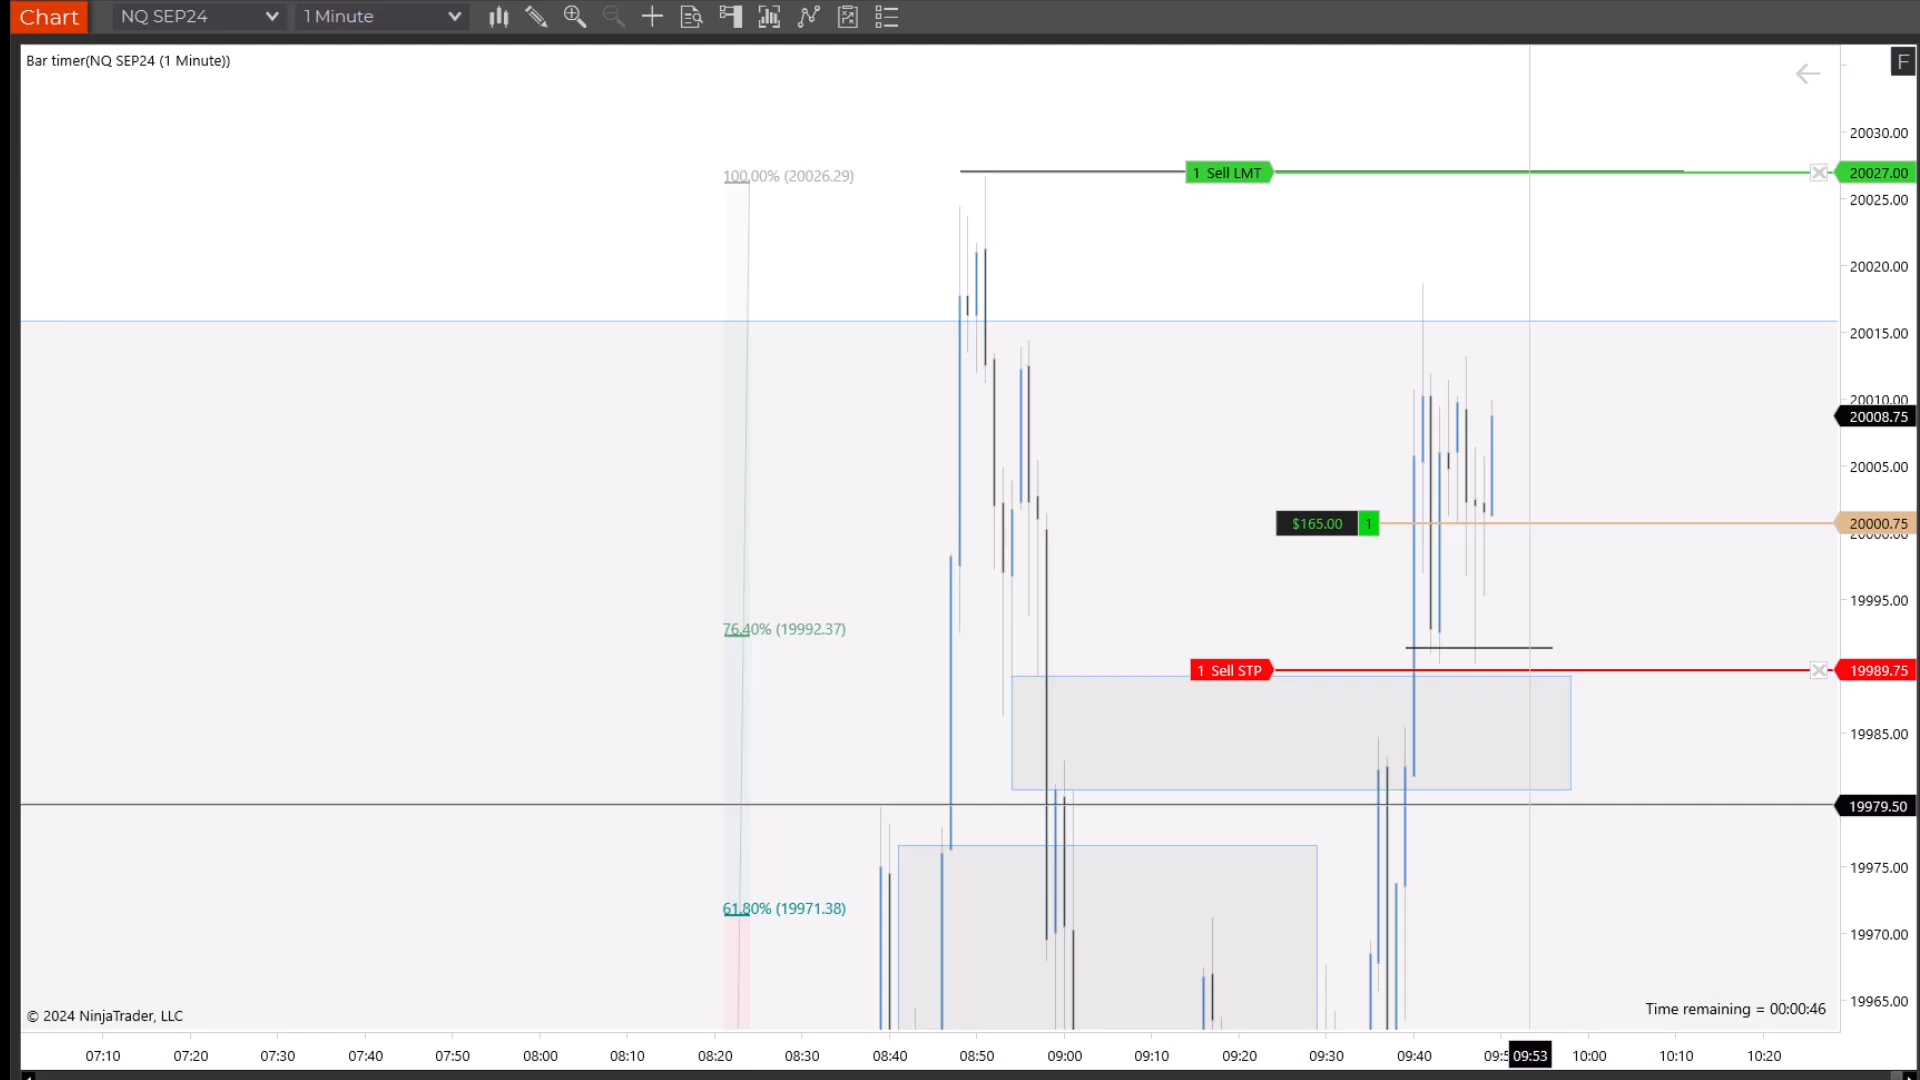 Chart NQ SEP24 1 Minute
Bar timer(NQ SEP24 (1 Minute))
F
20030.00
100.00% (20026.29)
1 Sell LMT
20027.00
20025.00
20020.00
20015.00
20010.00
20008.75
20005.00
$165.00 1
20000.75
20000.00
19995.00
76.40% (19992.37)
1 Sell STP
19989.75
19985.00
19979.50
19975.00
61.80% (19971.38)
19970.00
19965.00
Time remaining = 00:00:46
© 2024 NinjaTrader, LLC
07:10 07:20 07:30 07:40 07:50 08:00 08:10 08:20 08:30 08:40 08:50 09:00 09:10 09:20 09:30 09:40 09:53 10:00 10:10 10:20